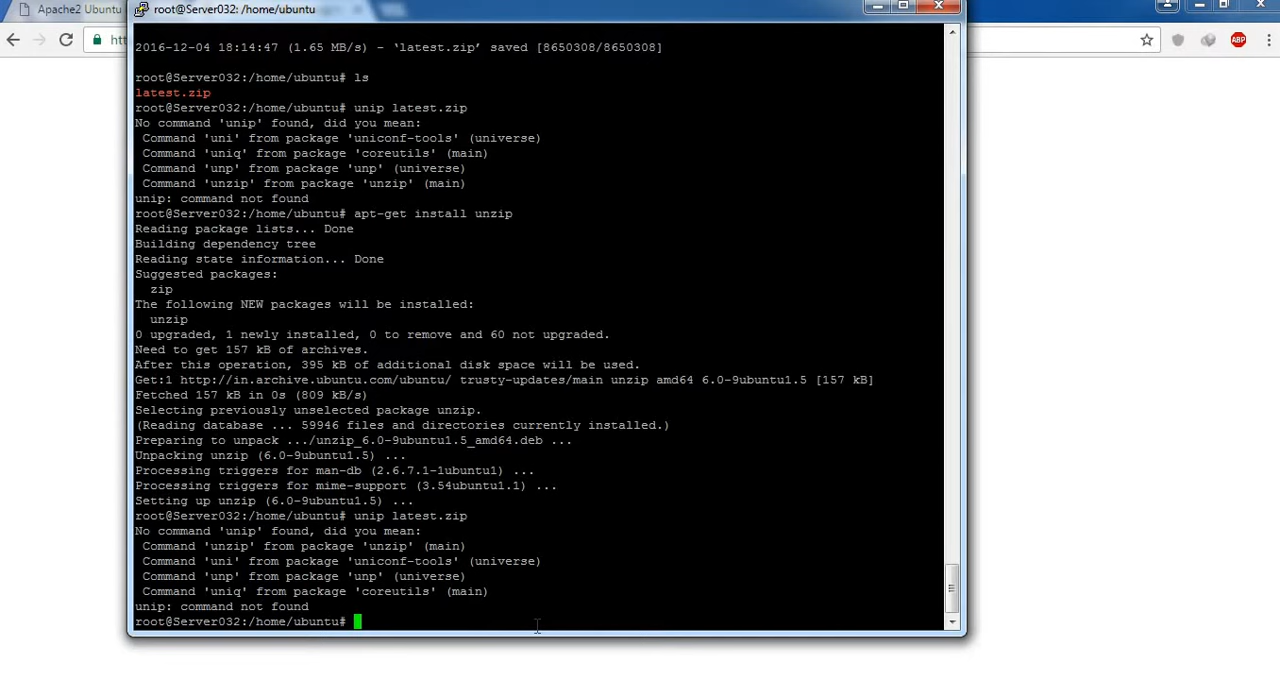 Apache2 Ubuntu
root@Server032: /home/ubuntu
ABP
2016-12-04 18:14:47 (1.65 MB/s) - ‘latest.zip’ saved [8650308/8650308]
root@Server032:/home/ubuntu# ls
latest.zip
root@Server032:/home/ubuntu# unip latest.zip
No command 'unip' found, did you mean:
Command 'uni' from package 'uniconf-tools' (universe)
Command 'uniq' from package 'coreutils' (main)
Command 'unp' from package 'unp' (universe)
Command 'unzip' from package 'unzip' (main)
unip: command not found
root@Server032:/home/ubuntu# apt-get install unzip
Reading package lists... Done
Building dependency tree
Reading state information... Done
Suggested packages:
zip
The following NEW packages will be installed:
unzip
0 upgraded, 1 newly installed, 0 to remove and 60 not upgraded.
Need to get 157 kB of archives.
After this operation, 395 kB of additional disk space will be used.
Get:1 http://in.archive.ubuntu.com/ubuntu/ trusty-updates/main unzip amd64 6.0-9ubuntu1.5 [157 kB]
Fetched 157 kB in 0s (809 kB/s)
Selecting previously unselected package unzip.
(Reading database ... 59946 files and directories currently installed.)
Preparing to unpack .../unzip_6.0-9ubuntu1.5_amd64.deb ...
Unpacking unzip (6.0-9ubuntu1.5) ...
Processing triggers for man-db (2.6.7.1-1ubuntu1) ...
Processing triggers for mime-support (3.54ubuntu1.1) ...
Setting up unzip (6.0-9ubuntu1.5) ...
root@Server032:/home/ubuntu# unip latest.zip
No command 'unip' found, did you mean:
Command 'unzip' from package 'unzip' (main)
Command 'uni' from package 'uniconf-tools' (universe)
Command 'unp' from package 'unp' (universe)
Command 'uniq' from package 'coreutils' (main)
unip: command not found
root@Server032:/home/ubuntu#